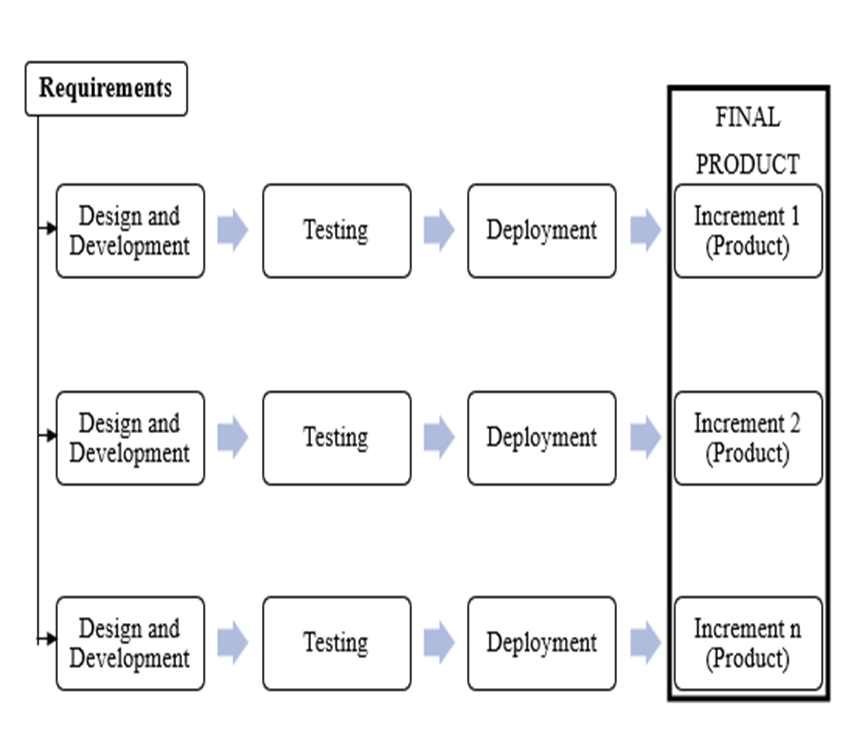 Requirements
FINAL
PRODUCT
Design and
Development
Testing
Deployment
Increment 1
(Product)
Design and
Development
Testing
Deployment
Increment 2
(Product)
Design and
Development
Testing
Deployment
Increment n
(Product)